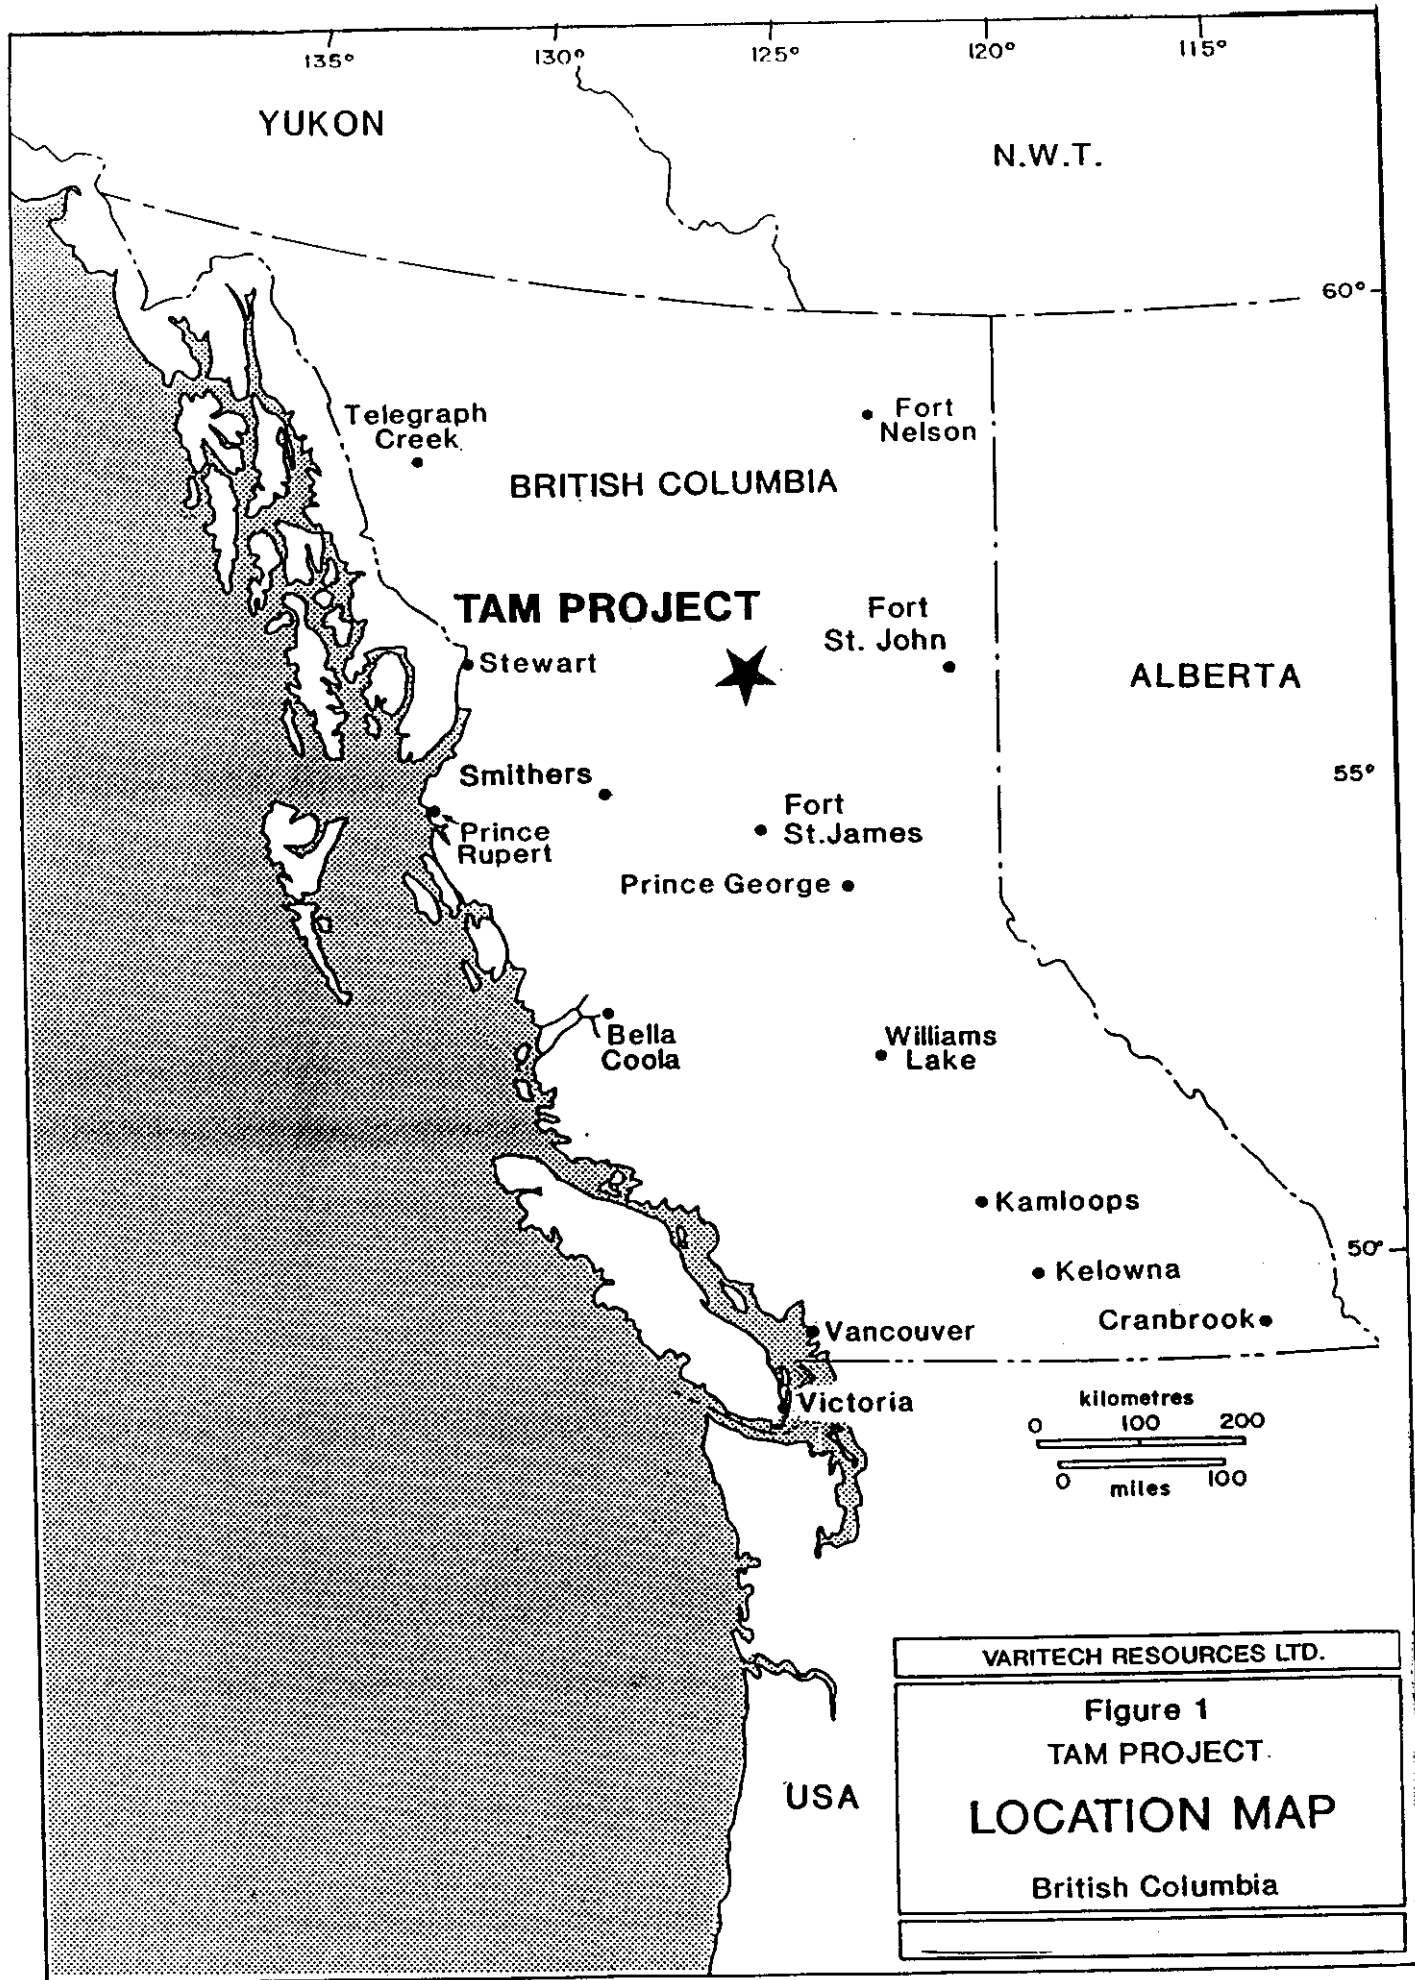 135° 130° 125° 120° 115°
YUKON
N.W.T.
60°
Telegraph
Creek
Fort
Nelson
BRITISH COLUMBIA
TAM PROJECT
Fort
St. John
Stewart
ALBERTA
55°
Smithers
Prince
Rupert
Fort
St.James
Prince George
Bella
Coola
Williams
Lake
Kamloops
50°
Kelowna
Cranbrook
Vancouver
Victoria
kilometres
0 100 200
0 100
miles
VARITECH RESOURCES LTD.
Figure 1
TAM PROJECT
LOCATION MAP
British Columbia
USA